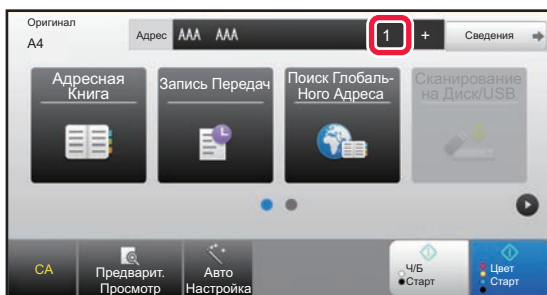 Оригинал
A4
Адрес AAA AAA 1 + Сведения
Адресная
Книга
Запись Передач
Поиск Глобаль-
Ного Адреса
Сканирование
на Диск/USB
CA
Предварит.
Просмотр
Авто
Настройка
Ч/Б
Старт
Цвет
Старт